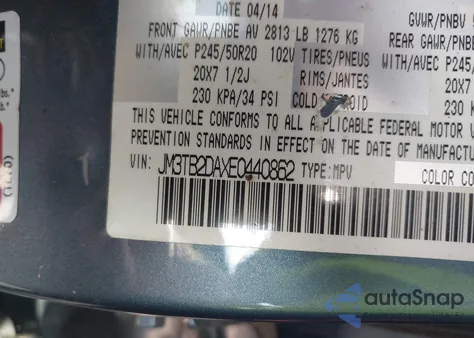 DATE 04/14
GVWR/PNBV
FRONT GAWR/PNBE AV 2813 LB 1276 KG
REAR GAWR/PNBE
WITH/AVEC P245/50R20 102V TIRES/PNEUS
WITH/AVEC P245/
20X7 1/2J RIMS/JANTES
20X7
230 KPA/34 PSI COLD
230 KPA/
THIS VEHICLE CONFORMS TO ALL APPLICABLE FEDERAL MOTOR
PREVENTION STANDARDS IN EFFECT ON THE DATE OF MANUFACTUR
VIN: JM3TB2DAXE0440862 TYPE: MPV
COLOR CO
autoSnap